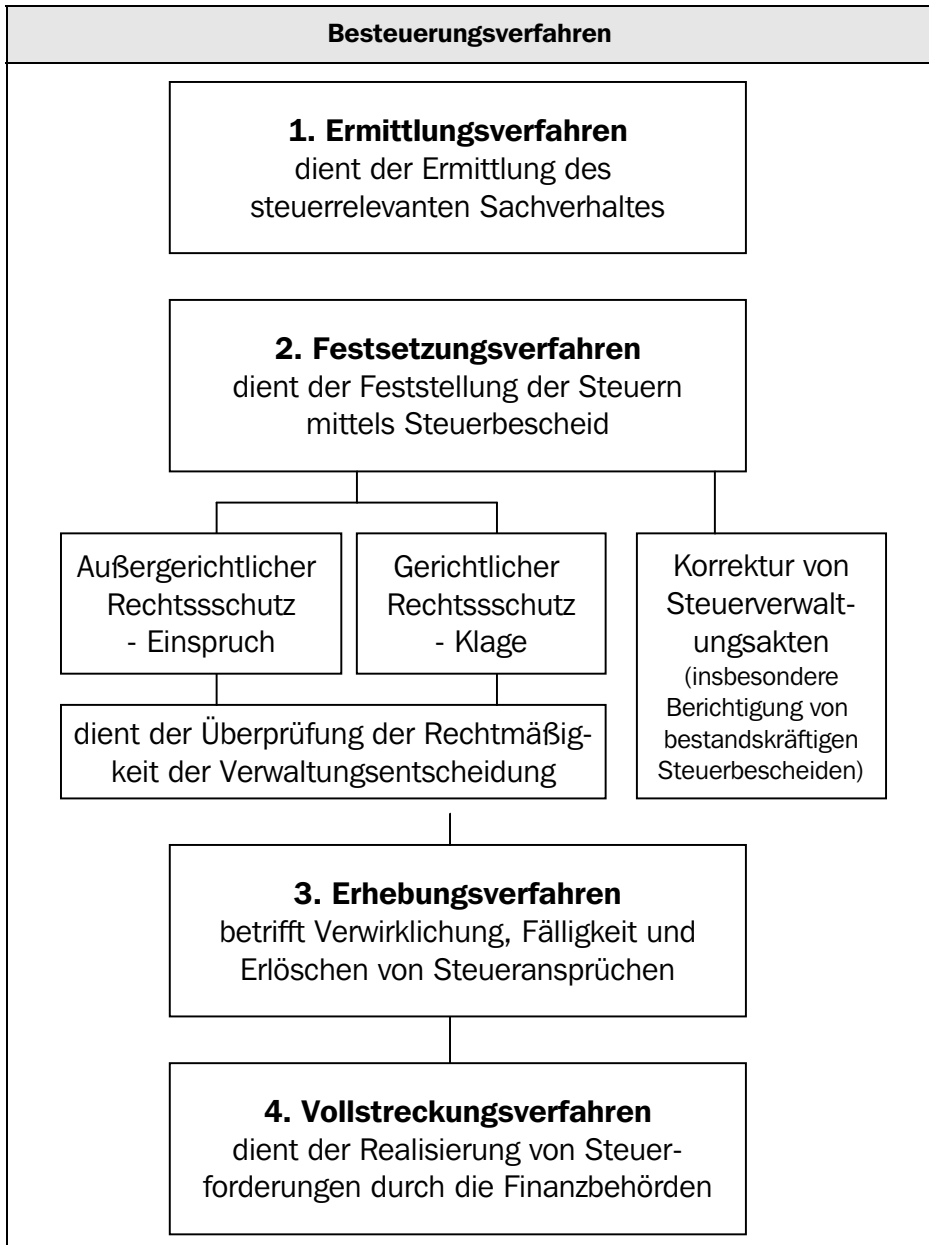 Besteuerungsverfahren
1. Ermittlungsverfahren
dient der Ermittlung des
steuerrelevanten Sachverhaltes
2. Festsetzungsverfahren
dient der Feststellung der Steuern
mittels Steuerbescheid
Außergerichtlicher
Rechtssschutz
- Einspruch
Gerichtlicher
Rechtssschutz
- Klage
Korrektur von
Steuerverwalt-
ungsakten
(insbesondere
Berichtigung von
bestandskräftigen
Steuerbescheiden)
dient der Überprüfung der Rechtmäßig-
keit der Verwaltungsentscheidung
3. Erhebungsverfahren
betrifft Verwirklichung, Fälligkeit und
Erlöschen von Steueransprüchen
4. Vollstreckungsverfahren
dient der Realisierung von Steuer-
forderungen durch die Finanzbehörden